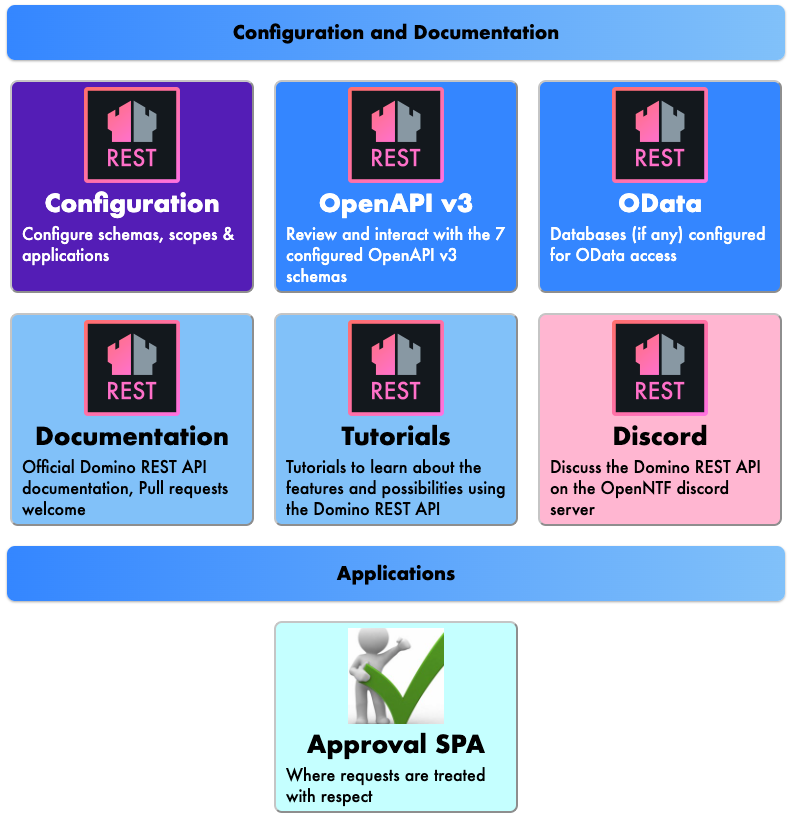 Configuration and Documentation
REST
Configuration
Configure schemas, scopes &
applications
REST
OpenAPI v3
Review and interact with the 7
configured OpenAPI v3
schemas
REST
OData
Databases (if any) configured
for OData access
REST
Documentation
Official Domino REST API
documentation, Pull requests
welcome
REST
Tutorials
Tutorials to learn about the
features and possibilities using
the Domino REST API
REST
Discord
Discuss the Domino REST API
on the OpenNTF discord
server
Applications
Approval SPA
Where requests are treated
with respect